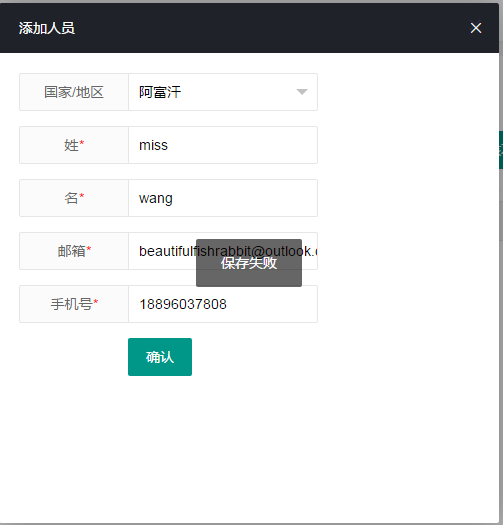 添加人员
国家/地区 阿富汗
姓* miss
名* wang
邮箱* beautifulfishrabbit@outlook.c
保存失败
手机号* 18896037808
确认